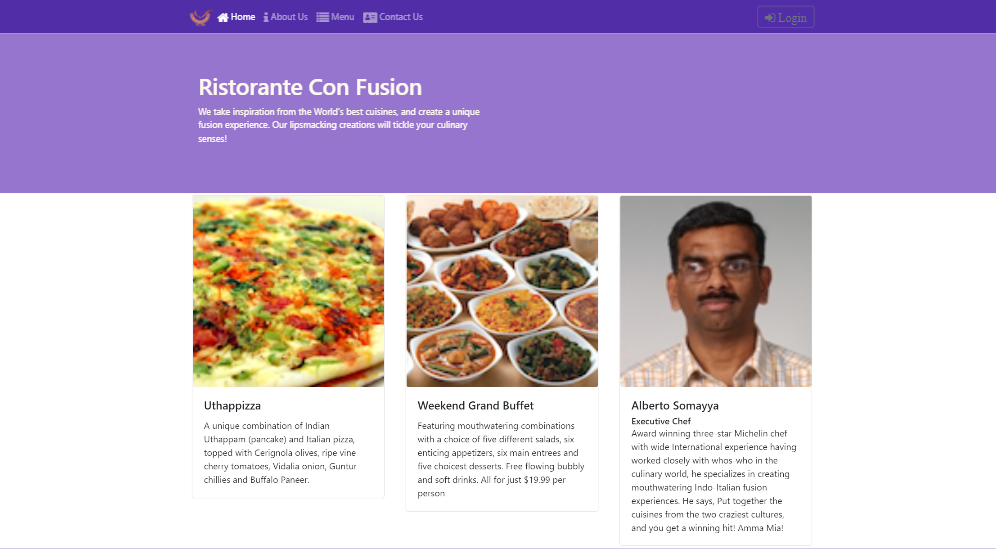 Home About Us Menu Contact Us Login
Ristorante Con Fusion
We take inspiration from the World's best cuisines, and create a unique
fusion experience. Our lipsmacking creations will tickle your culinary
senses!
Uthappizza
A unique combination of Indian
Uthappam (pancake) and Italian pizza,
topped with Cerignola olives, ripe vine
cherry tomatoes, Vidalia onion, Guntur
chillies and Buffalo Paneer.
Weekend Grand Buffet
Featuring mouthwatering combinations
with a choice of five different salads, six
enticing appetizers, six main entrees and
five choicest desserts. Free flowing bubbly
and soft drinks. All for just $19.99 per
person
Alberto Somayya
Executive Chef
Award winning three-star Michelin chef
with wide International experience having
worked closely with whos-who in the
culinary world, he specializes in creating
mouthwatering Indo-Italian fusion
experiences. He says, Put together the
cuisines from the two craziest cultures,
and you get a winning hit! Amma Mia!